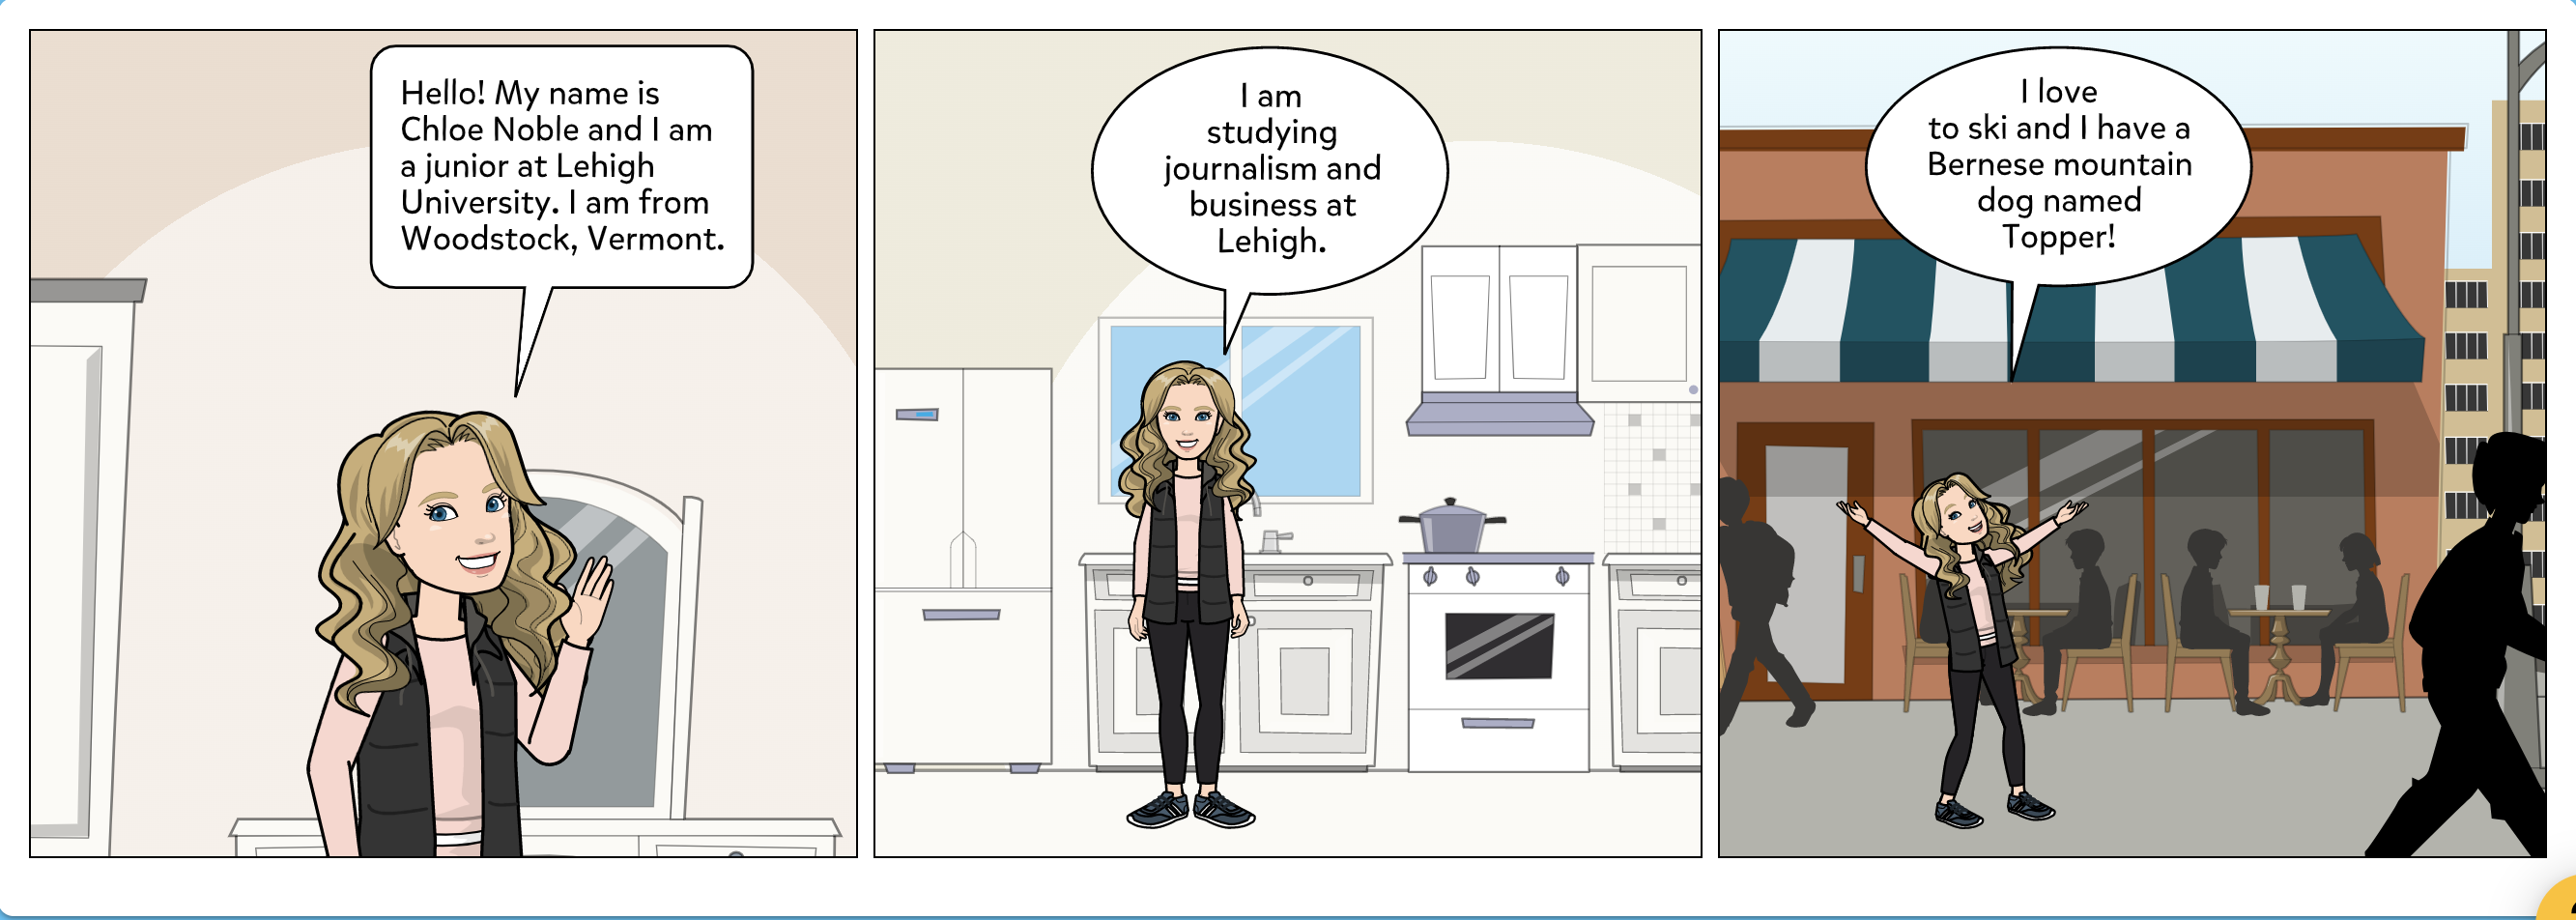 Hello! My name is
Chloe Noble and I am
a junior at Lehigh
University. I am from
Woodstock, Vermont.
I am
studying
journalism and
business at
Lehigh.
I love
to ski and I have a
Bernese mountain
dog named
Topper!